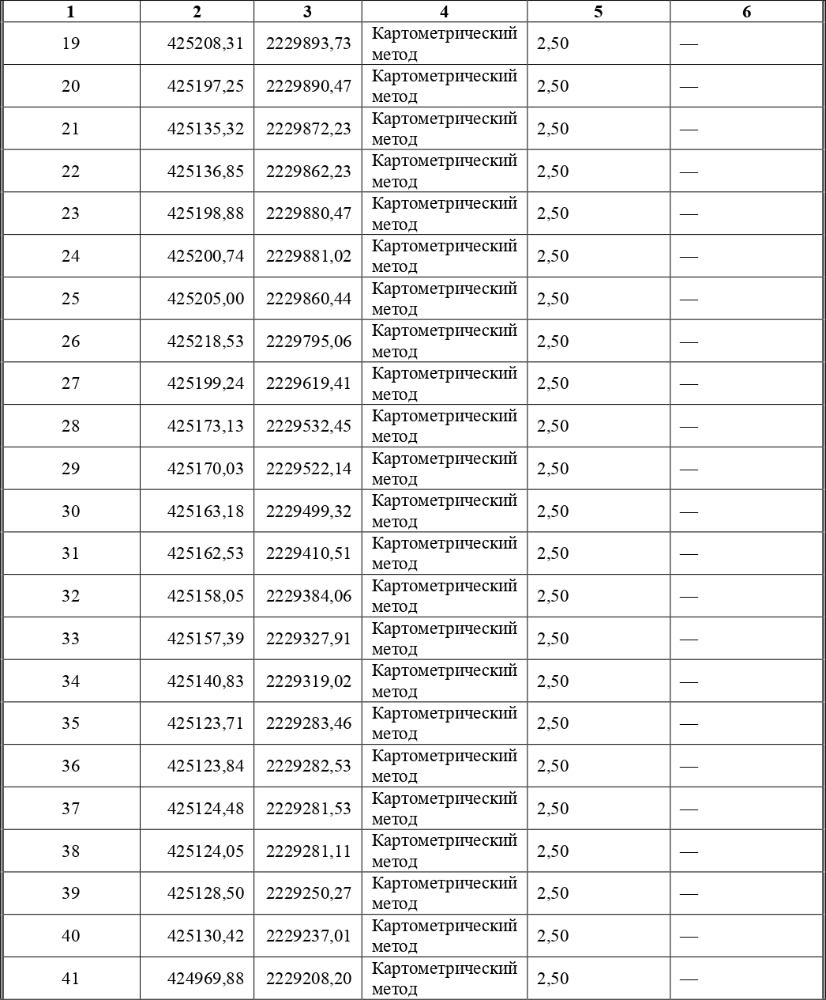 1 2 3 4 5 6
19 425208,31 2229893,73 Картометрический метод 2,50 —
20 425197,25 2229890,47 Картометрический метод 2,50 —
21 425135,32 2229872,23 Картометрический метод 2,50 —
22 425136,85 2229862,23 Картометрический метод 2,50 —
23 425198,88 2229880,47 Картометрический метод 2,50 —
24 425200,74 2229881,02 Картометрический метод 2,50 —
25 425205,00 2229860,44 Картометрический метод 2,50 —
26 425218,53 2229795,06 Картометрический метод 2,50 —
27 425199,24 2229619,41 Картометрический метод 2,50 —
28 425173,13 2229532,45 Картометрический метод 2,50 —
29 425170,03 2229522,14 Картометрический метод 2,50 —
30 425163,18 2229499,32 Картометрический метод 2,50 —
31 425162,53 2229410,51 Картометрический метод 2,50 —
32 425158,05 2229384,06 Картометрический метод 2,50 —
33 425157,39 2229327,91 Картометрический метод 2,50 —
34 425140,83 2229319,02 Картометрический метод 2,50 —
35 425123,71 2229283,46 Картометрический метод 2,50 —
36 425123,84 2229282,53 Картометрический метод 2,50 —
37 425124,48 2229281,53 Картометрический метод 2,50 —
38 425124,05 2229281,11 Картометрический метод 2,50 —
39 425128,50 2229250,27 Картометрический метод 2,50 —
40 425130,42 2229237,01 Картометрический метод 2,50 —
41 424969,88 2229208,20 Картометрический метод 2,50 —